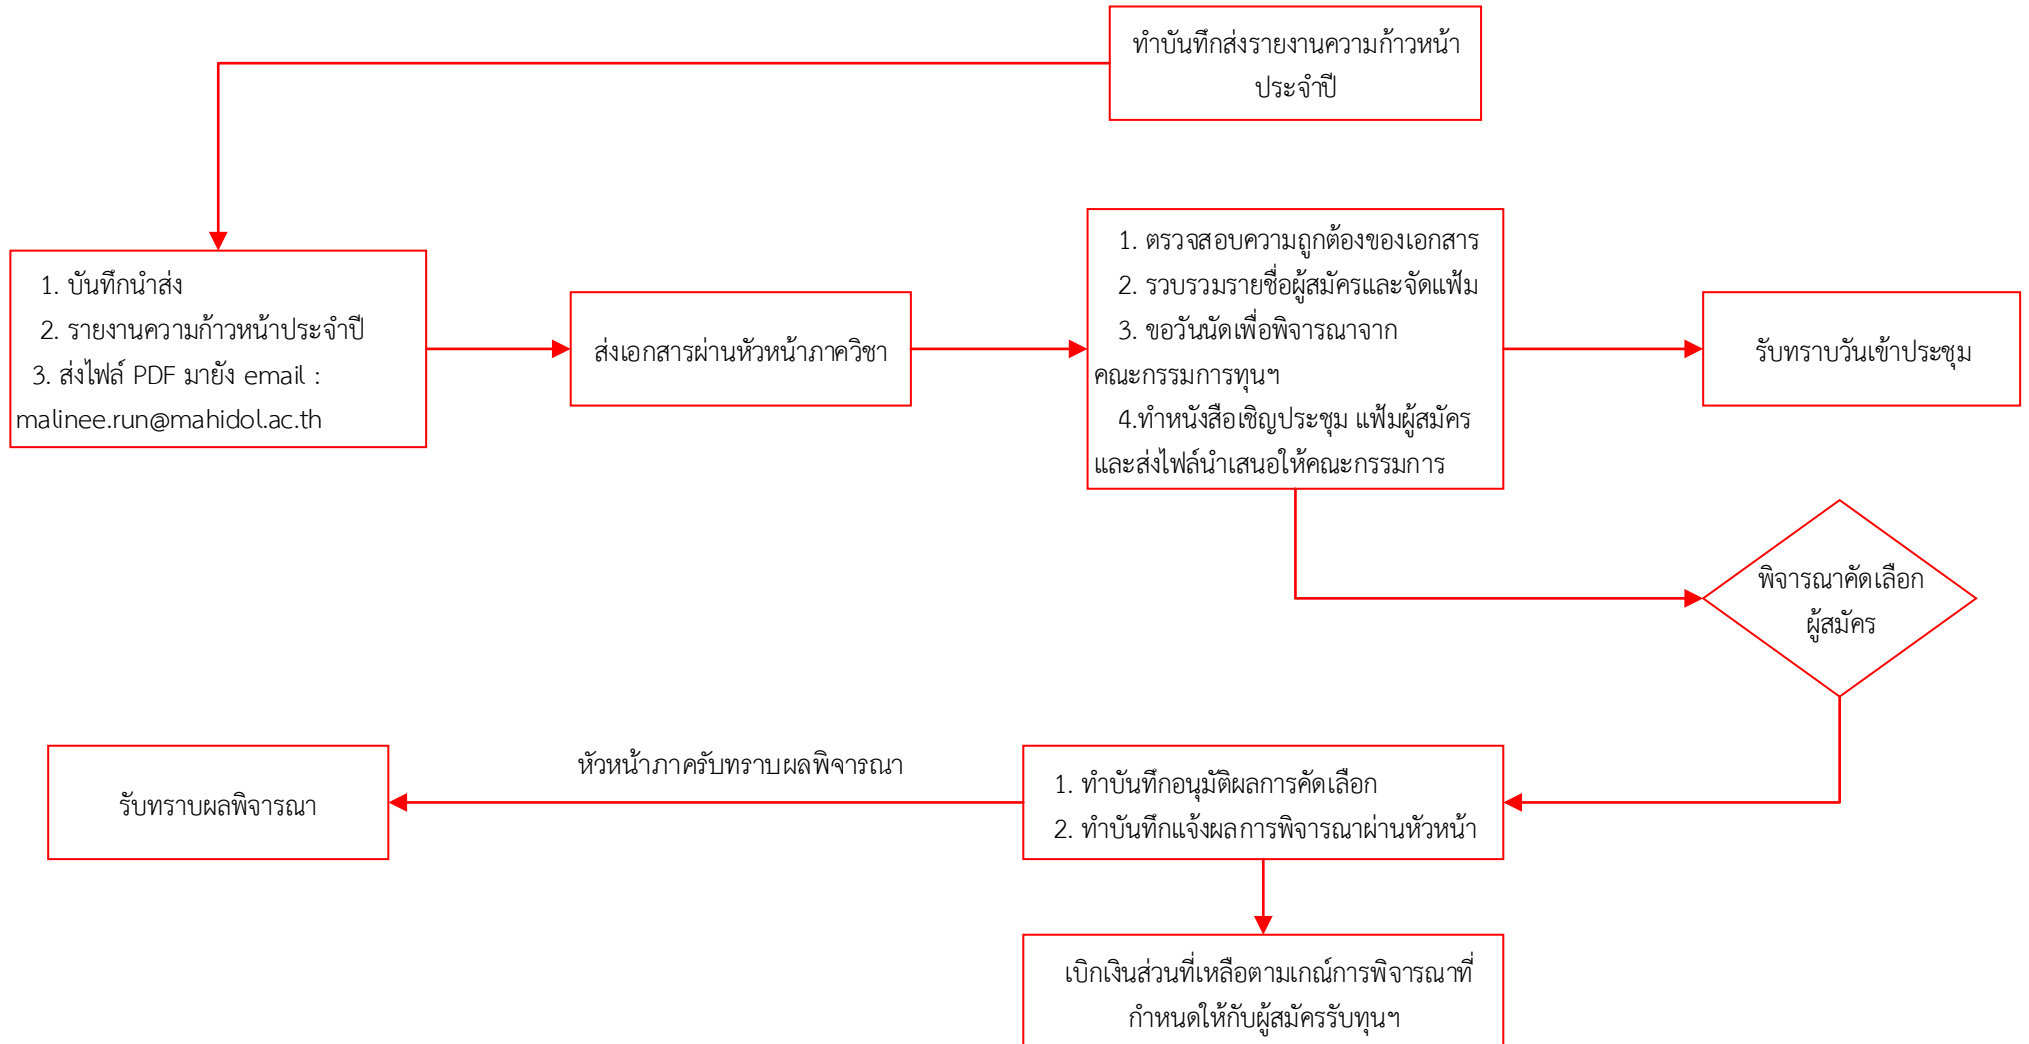 ทำบันทึกส่งรายงานความก้าวหน้า
ประจำปี
1. บันทึกนำส่ง
2. รายงานความก้าวหน้าประจำปี
3. ส่งไฟล์ PDF มายัง email :
malinee.run@mahidol.ac.th
ส่งเอกสารผ่านหัวหน้าภาควิชา
1. ตรวจสอบความถูกต้องของเอกสาร
2. รวบรวมรายชื่อผู้สมัครและจัดแฟ้ม
3. ขอวันนัดเพื่อพิจารณาจาก
คณะกรรมการทุนฯ
4.ทำหนังสือเชิญประชุม แฟ้มผู้สมัคร
และส่งไฟล์นำเสนอให้คณะกรรมการ
รับทราบวันเข้าประชุม
พิจารณาคัดเลือก
ผู้สมัคร
หัวหน้าภาครับทราบผลพิจารณา
รับทราบผลพิจารณา
1. ทำบันทึกอนุมัติผลการคัดเลือก
2. ทำบันทึกแจ้งผลการพิจารณาผ่านหัวหน้า
เบิกเงินส่วนที่เหลือตามเกณ์การพิจารณาที่
กำหนดให้กับผู้สมัครรับทุนฯ